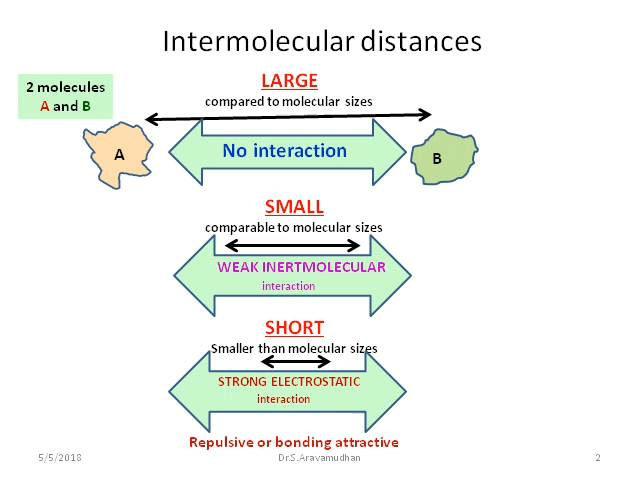 Intermolecular distances
2 molecules
A and B
LARGE
compared to molecular sizes
A
No interaction
B
SMALL
comparable to molecular sizes
WEAK INERTMOLECULAR
interaction
SHORT
Smaller than molecular sizes
STRONG ELECTROSTATIC
interaction
Repulsive or bonding attractive
5/5/2018
Dr.S.Aravamudhan
2